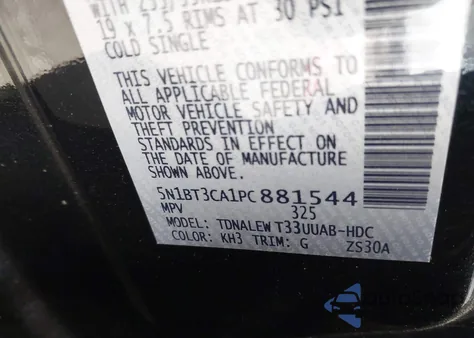 19 X 7.5 RIMS AT 30 PSI
COLD SINGLE
THIS VEHICLE CONFORMS TO
ALL APPLICABLE FEDERAL
MOTOR VEHICLE SAFETY AND
THEFT PREVENTION
STANDARDS IN EFFECT ON
THE DATE OF MANUFACTURE
SHOWN ABOVE.
5N1BT3CA1PC881544
MPV 325
MODEL: TDNALEW T33UUAB-HDC
COLOR: KH3 TRIM: G ZS30A